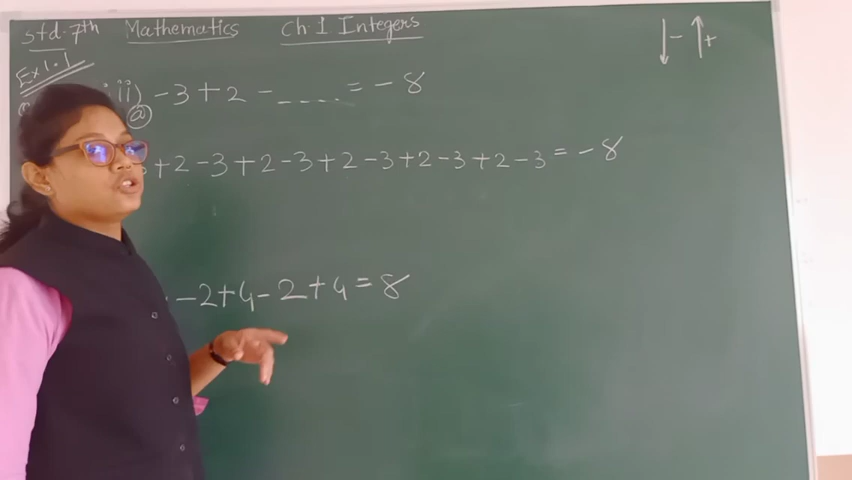 std. 7th Mathematics Ch. 1 Integers
Ex 1.1
ii) -3+2-____=-8
(a)
+2-3+2-3+2-3+2-3+2-3=-8
-2+4-2+4=8
- +